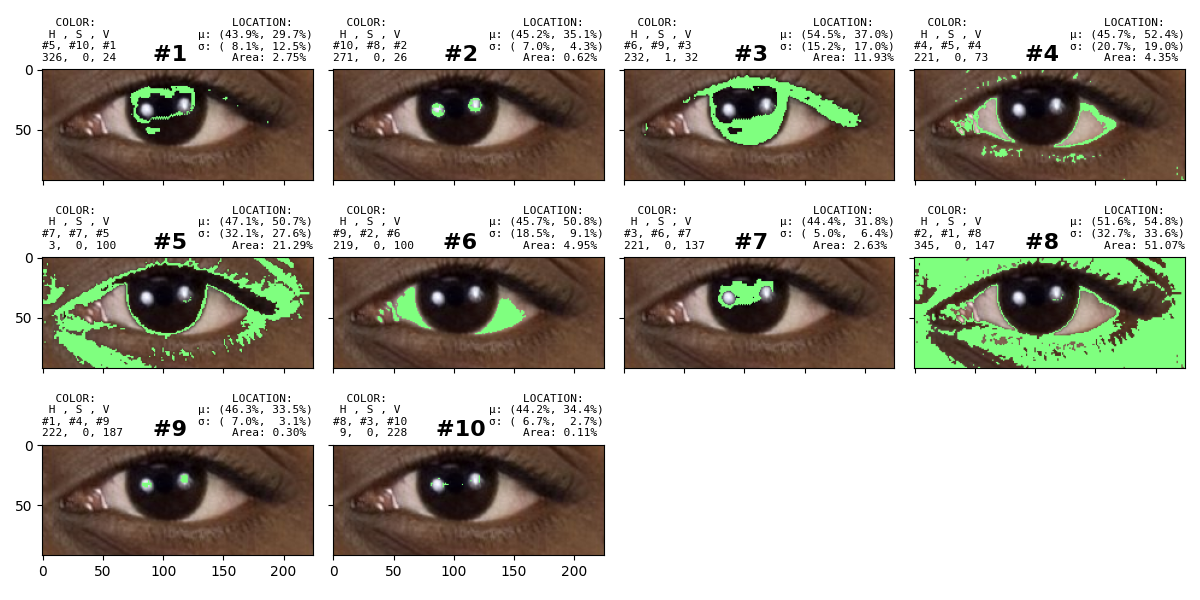 COLOR: LOCATION:
H , S , V μ: (43.9%, 29.7%)
#5, #10, #1 #1 σ: ( 8.1%, 12.5%)
326, 0, 24 Area: 2.75%
COLOR: LOCATION:
H , S , V μ: (45.2%, 35.1%)
#10, #8, #2 #2 σ: ( 7.0%, 4.3%)
271, 0, 26 Area: 0.62%
COLOR: LOCATION:
H , S , V μ: (54.5%, 37.0%)
#6, #9, #3 #3 σ: (15.2%, 17.0%)
232, 1, 32 Area: 11.93%
COLOR: LOCATION:
H , S , V μ: (45.7%, 52.4%)
#4, #5, #4 #4 σ: (20.7%, 19.0%)
221, 0, 73 Area: 4.35%
0
50
COLOR: LOCATION:
H , S , V μ: (47.1%, 50.7%)
#7, #7, #5 #5 σ: (32.1%, 27.6%)
3, 0, 100 Area: 21.29%
COLOR: LOCATION:
H , S , V μ: (45.7%, 50.8%)
#9, #2, #6 #6 σ: (18.5%, 9.1%)
219, 0, 100 Area: 4.95%
COLOR: LOCATION:
H , S , V μ: (44.4%, 31.8%)
#3, #6, #7 #7 σ: ( 5.0%, 6.4%)
221, 0, 137 Area: 2.63%
COLOR: LOCATION:
H , S , V μ: (51.6%, 54.8%)
#2, #1, #8 #8 σ: (32.7%, 33.6%)
345, 0, 147 Area: 51.07%
0
50
COLOR: LOCATION:
H , S , V μ: (46.3%, 33.5%)
#1, #4, #9 #9 σ: ( 7.0%, 3.1%)
222, 0, 187 Area: 0.30%
COLOR: LOCATION:
H , S , V μ: (44.2%, 34.4%)
#8, #3, #10 #10 σ: ( 6.7%, 2.7%)
9, 0, 228 Area: 0.11%
0
50
0 50 100 150 200
0 50 100 150 200